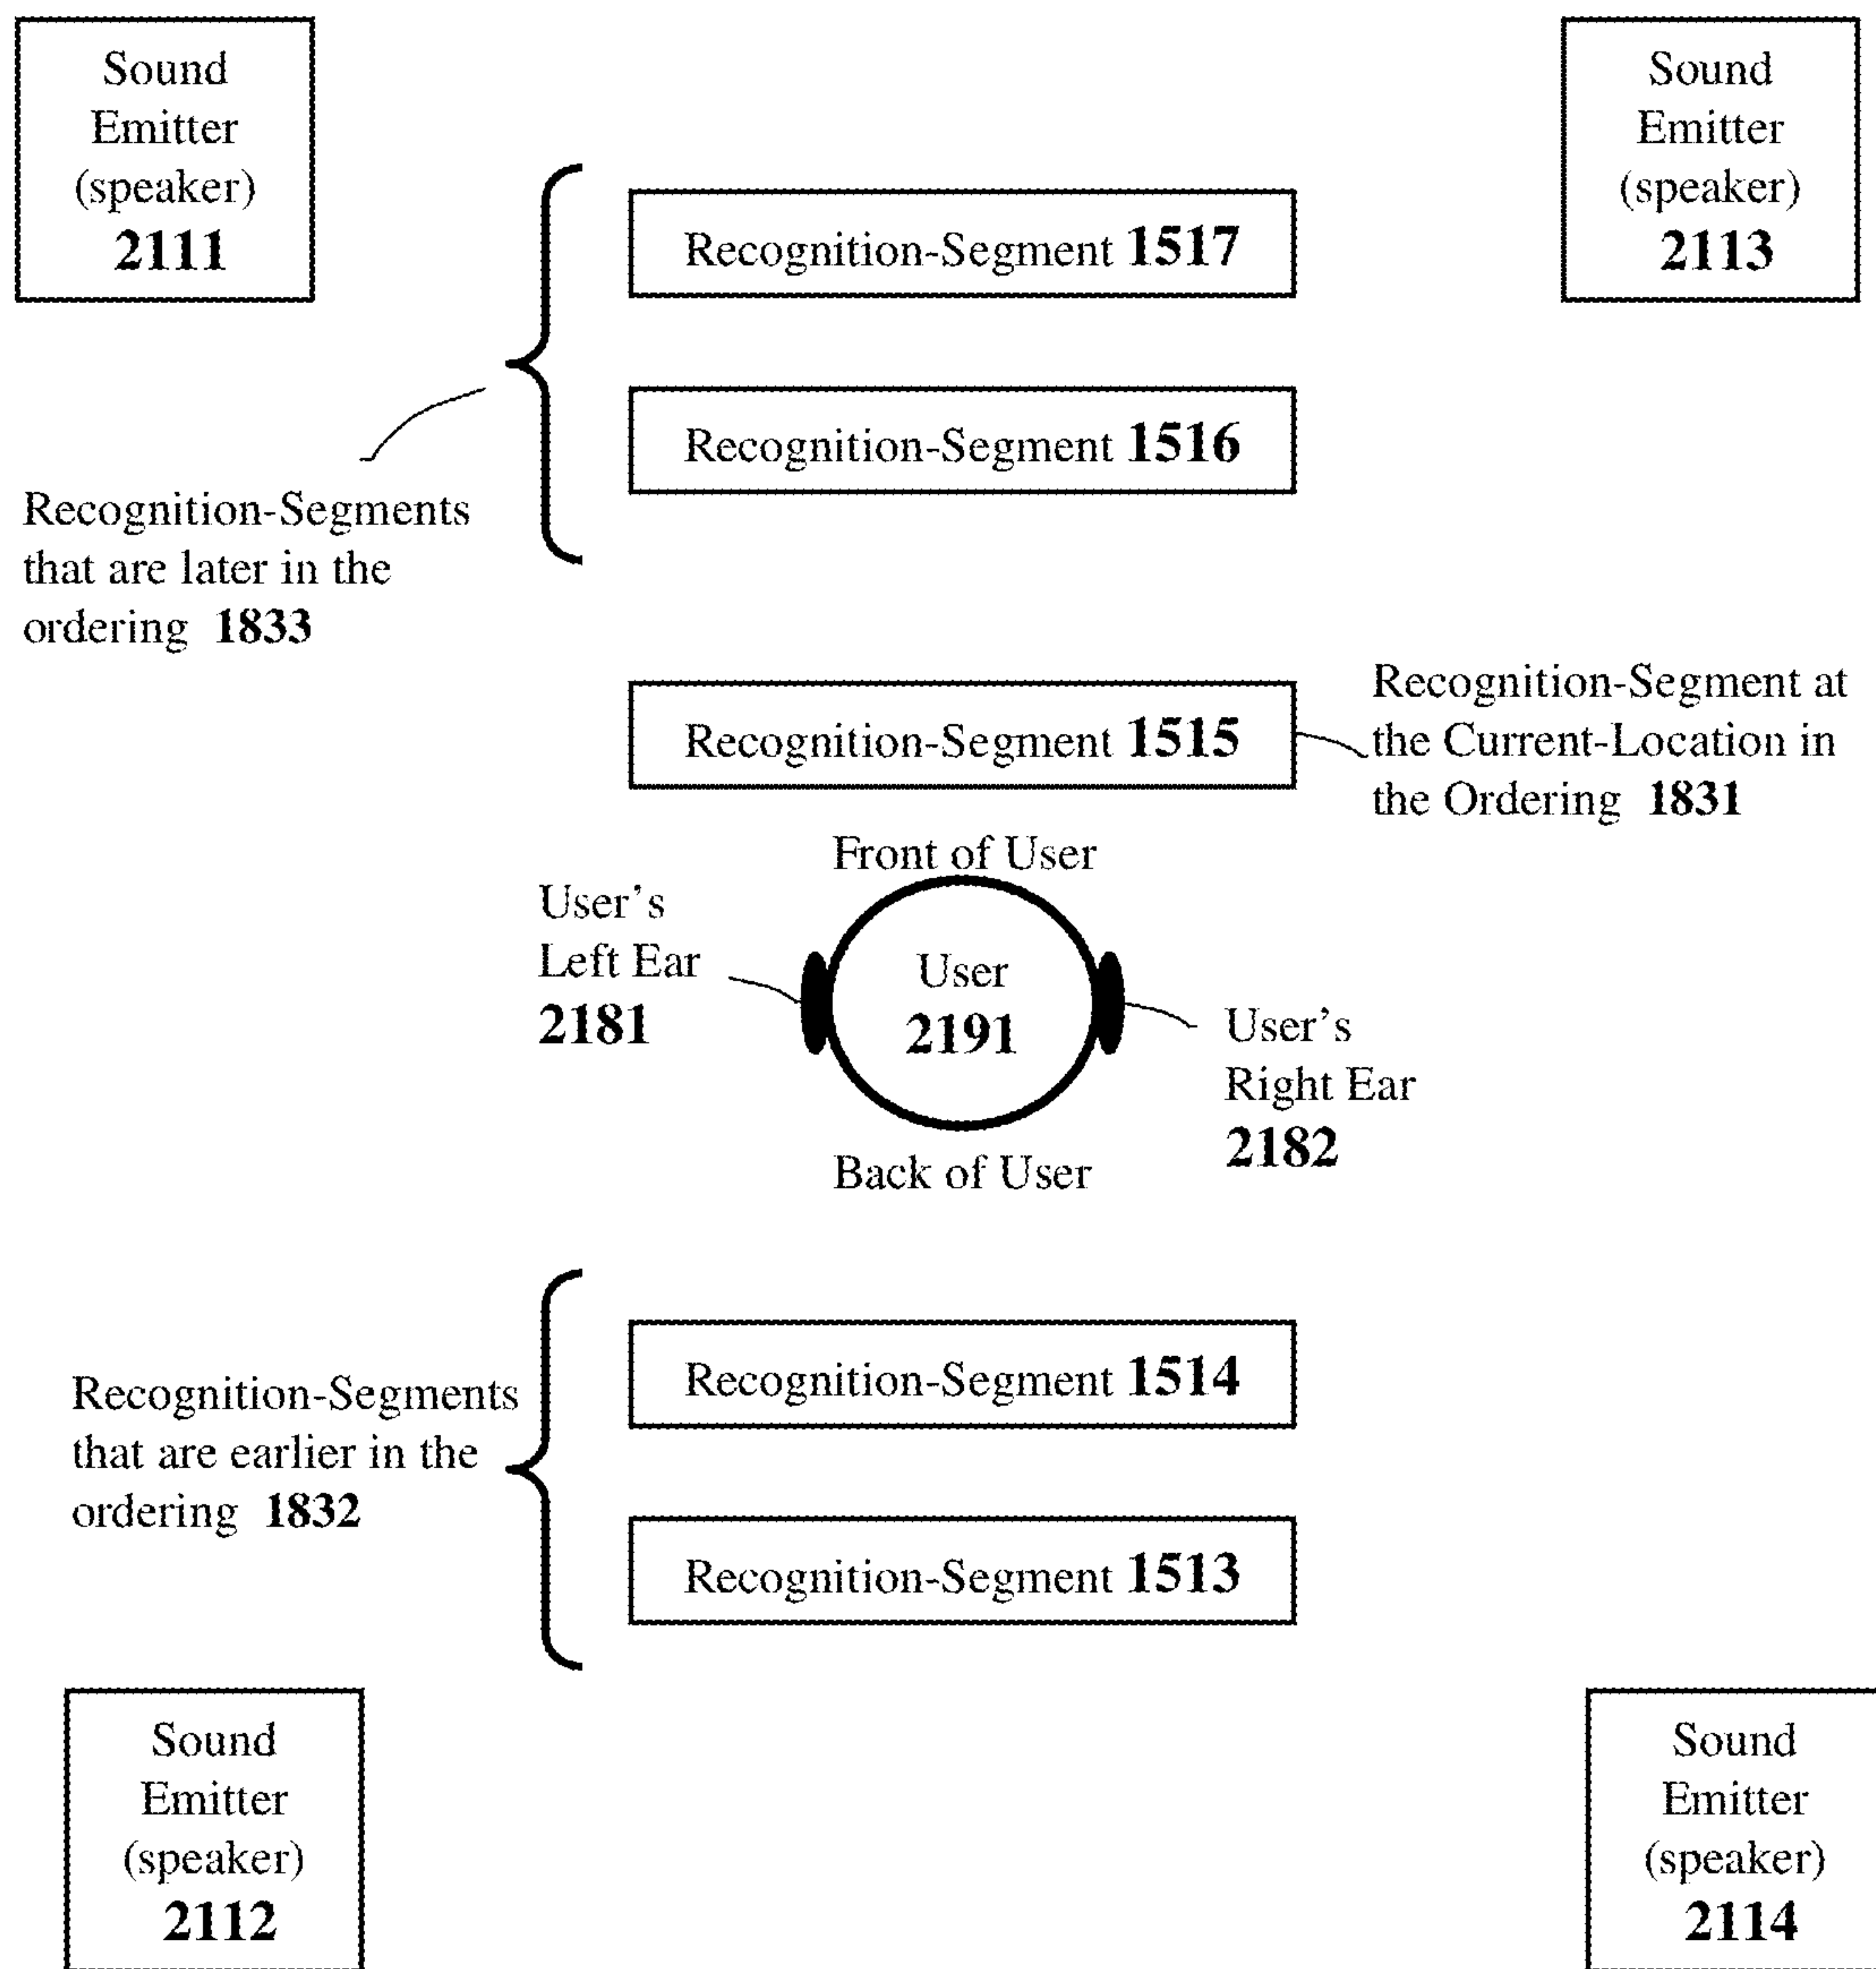 Sound
Emitter
(speaker)
2111
Sound
Emitter
(speaker)
2113
Recognition-Segment 1517
Recognition-Segment 1516
Recognition-Segments
that are later in the
ordering 1833
Recognition-Segment 1515
Recognition-Segment at
the Current-Location in
the Ordering 1831
Front of User
User's
Left Ear
2181
User
2191
User's
Right Ear
2182
Back of User
Recognition-Segment 1514
Recognition-Segments
that are earlier in the
ordering 1832
Recognition-Segment 1513
Sound
Emitter
(speaker)
2112
Sound
Emitter
(speaker)
2114